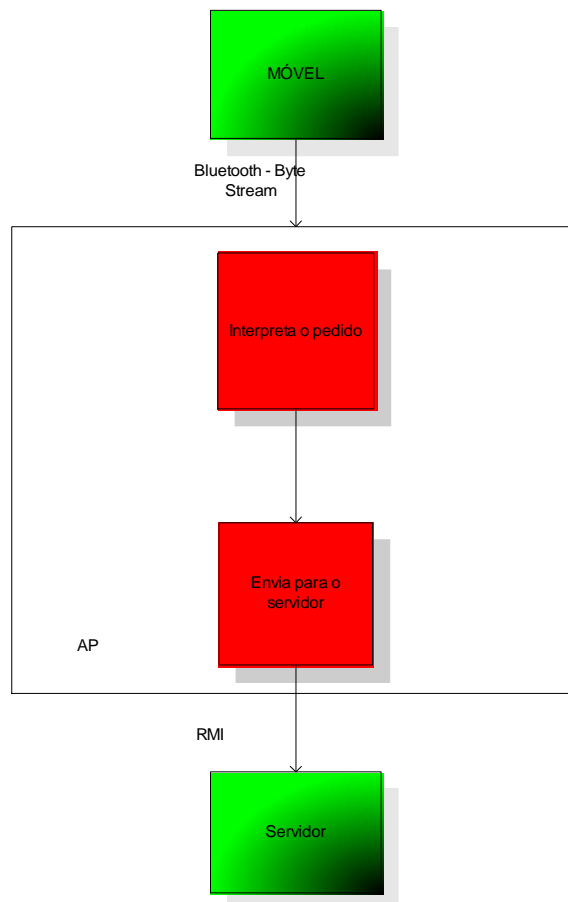 MÓVEL
Bluetooth - Byte
Stream
Interpreta o pedido
Envia para o
servidor
AP
RMI
Servidor